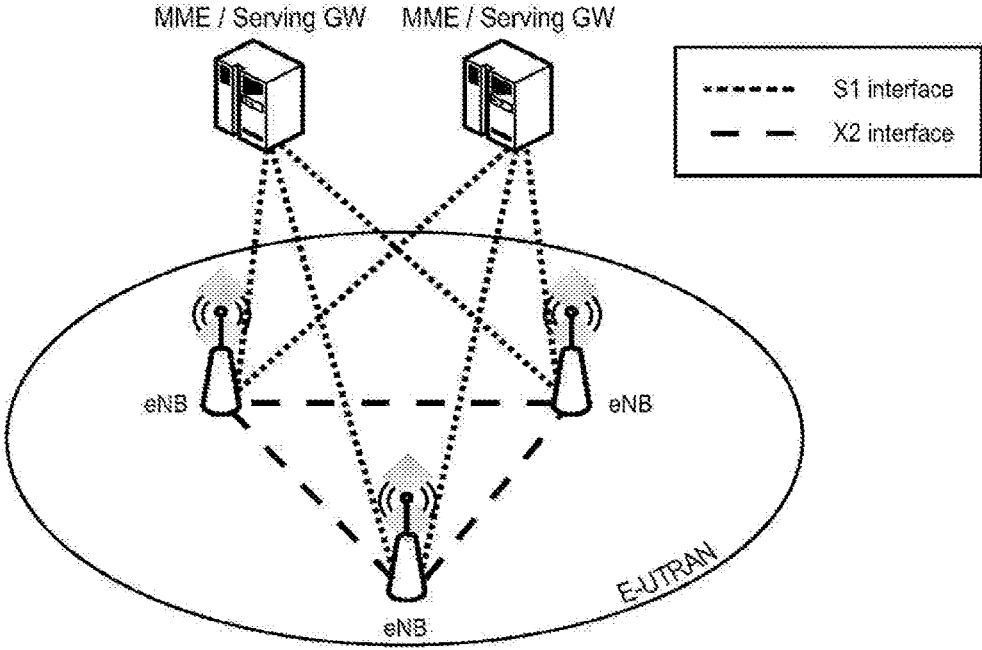 MME / Serving GW
MME / Serving GW
S1 interface
X2 interface
eNB
eNB
E-UTRAN
eNB